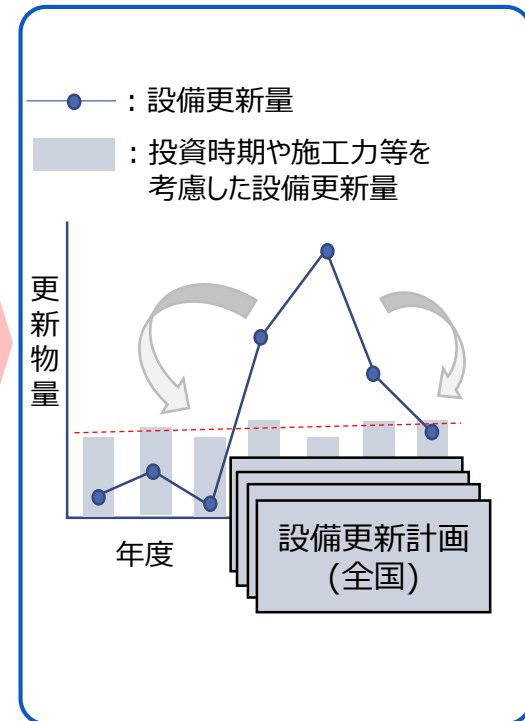 ：設備更新量
：投資時期や施工力等を
考慮した設備更新量
更新物量
年度
設備更新計画
(全国)